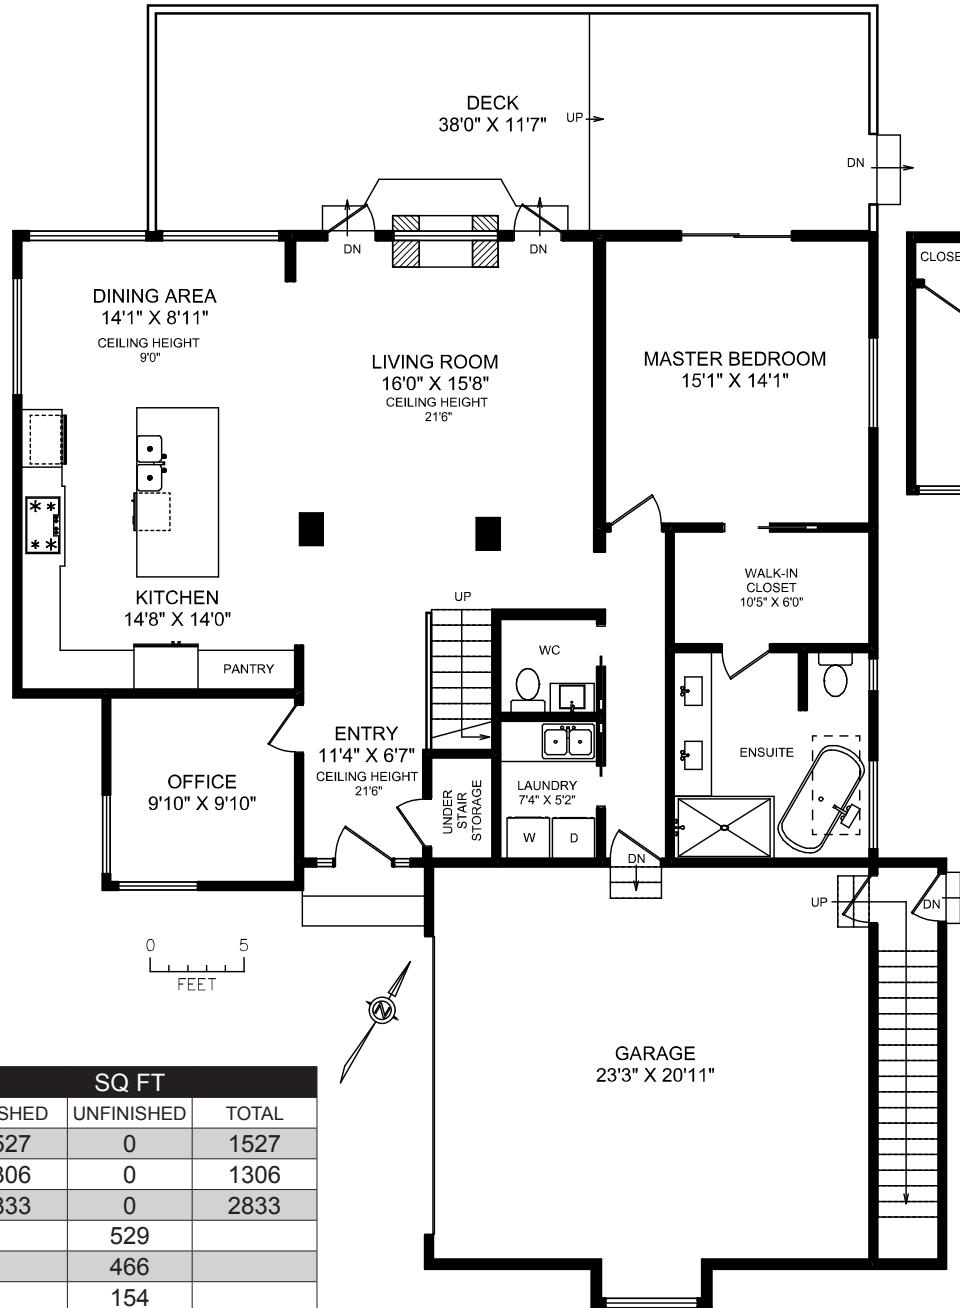 DECK
38'0" X 11'7"
UP
DN
DN
DN
DINING AREA
14'1" X 8'11"
CEILING HEIGHT
9'0"
LIVING ROOM
16'0" X 15'8"
CEILING HEIGHT
21'6"
MASTER BEDROOM
15'1" X 14'1"
CLOSE
KITCHEN
14'8" X 14'0"
PANTRY
UP
WC
WALK-IN
CLOSET
10'5" X 6'0"
ENTRY
11'4" X 6'7"
CEILING HEIGHT
21'6"
OFFICE
9'10" X 9'10"
UNDER
STAIR
STORAGE
LAUNDRY
7'4" X 5'2"
W
D
ENSUITE
DN
UP
DN
0 5
FEET
N
GARAGE
23'3" X 20'11"
SQ FT
SHED UNFINISHED TOTAL
527 0 1527
306 0 1306
833 0 2833
529
466
154